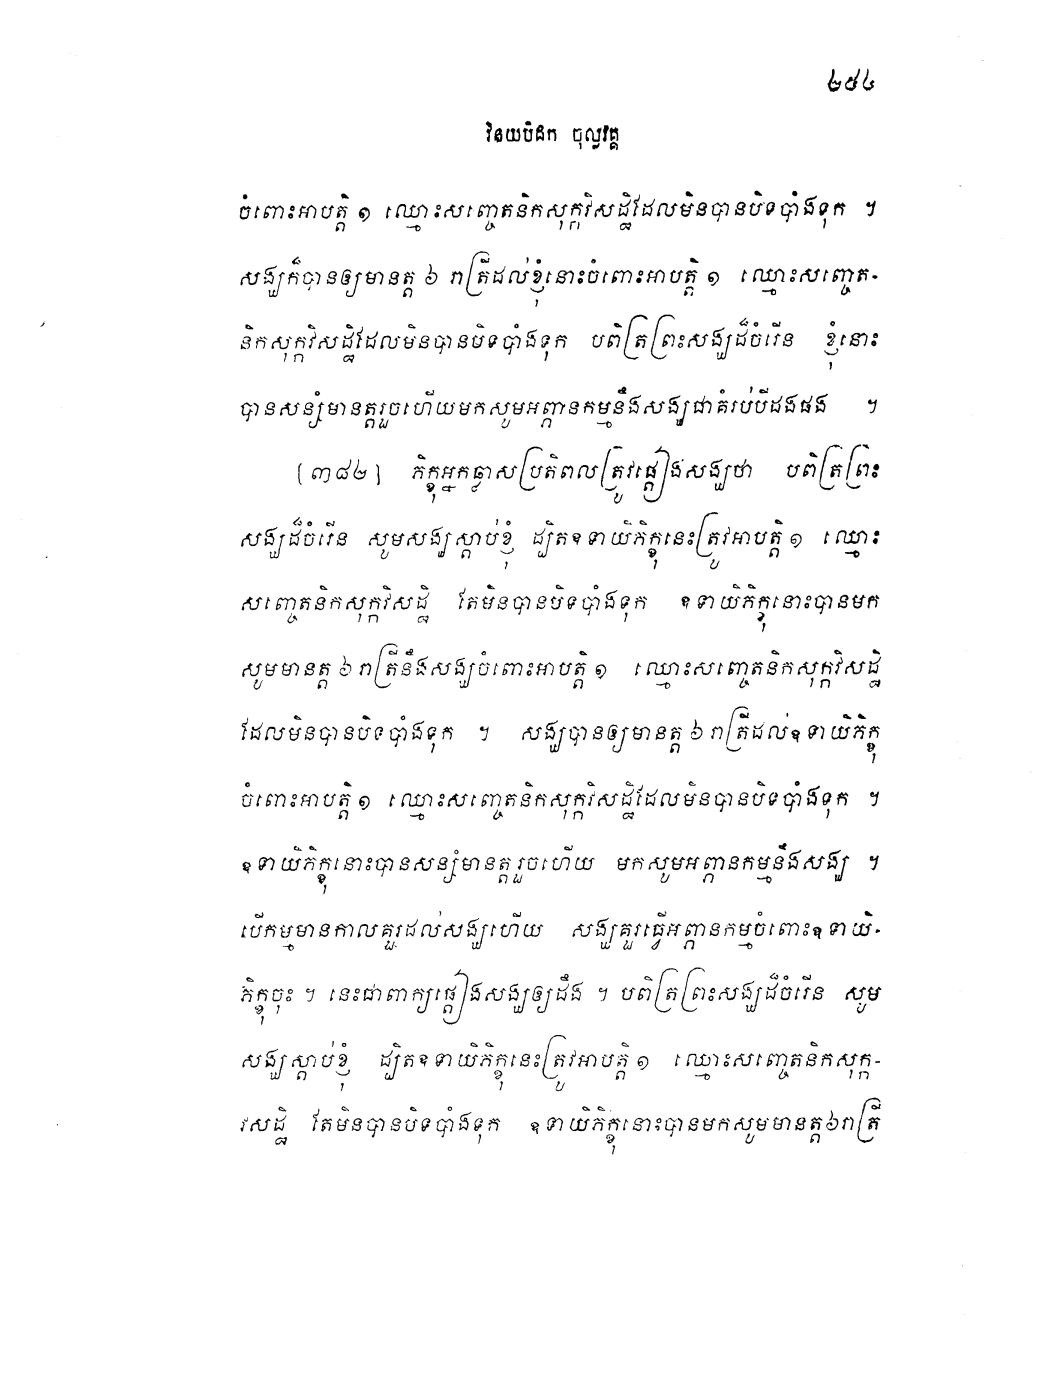 ២៥៤
វិនយបិដក ចុល្លវគ្គ
ចំពោះអាបត្តិ ១ ឈ្មោះសញ្ចេតនិកសុក្កវិសដ្ឋិដែលមិនបានបិទបាំងទុក ។
សង្ឃក៏បានឲ្យមានត្ត ៦ រាត្រីដល់ខ្ញុំនោះចំពោះអាបត្តិ ១ ឈ្មោះសញ្ចេត-
និកសុក្កវិសដ្ឋិដែលមិនបានបិទបាំងទុក បពិត្រព្រះសង្ឃដ៏ចំរើន ខ្ញុំនោះ
បានសន្សំមានត្តរួចហើយមកសូមអព្ភានកម្មនឹងសង្ឃជាគំរប់បីដងផង ។
[៣៨២] ភិក្ខុអ្នកឆ្លាសប្រតិពលត្រូវផ្តៀងសង្ឃថា បពិត្រព្រះ
សង្ឃដ៏ចំរើន សូមសង្ឃស្តាប់ខ្ញុំ ដ្បិតឧទាយិភិក្ខុនេះត្រូវអាបត្តិ ១ ឈ្មោះ
សញ្ចេតនិកសុក្កវិសដ្ឋិ តែមិនបានបិទបាំងទុក ឧទាយិភិក្ខុនោះបានមក
សូមមានត្ត ៦ រាត្រីនឹងសង្ឃចំពោះអាបត្តិ ១ ឈ្មោះសញ្ចេតនិកសុក្កវិសដ្ឋិ
ដែលមិនបានបិទបាំងទុក ។ សង្ឃបានឲ្យមានត្ត ៦ រាត្រីដល់ឧទាយិភិក្ខុ
ចំពោះអាបត្តិ ១ ឈ្មោះសញ្ចេតនិកសុក្កវិសដ្ឋិដែលមិនបានបិទបាំងទុក ។
ឧទាយិភិក្ខុនោះបានសន្សំមានត្តរួចហើយ មកសូមអព្ភានកម្មនឹងសង្ឃ ។
បើកម្មមានកាលគួរដល់សង្ឃហើយ សង្ឃគួរធ្វើអព្ភានកម្មចំពោះឧទាយិ-
ភិក្ខុចុះ ។ នេះជាពាក្យផ្តៀងសង្ឃឲ្យដឹង ។ បពិត្រព្រះសង្ឃដ៏ចំរើន សូម
សង្ឃស្តាប់ខ្ញុំ ដ្បិតឧទាយិភិក្ខុនេះត្រូវអាបត្តិ ១ ឈ្មោះសញ្ចេតនិកសុក្ក-
វិសដ្ឋិ តែមិនបានបិទបាំងទុក ឧទាយិភិក្ខុនោះបានមកសូមមានត្ត៦រាត្រី